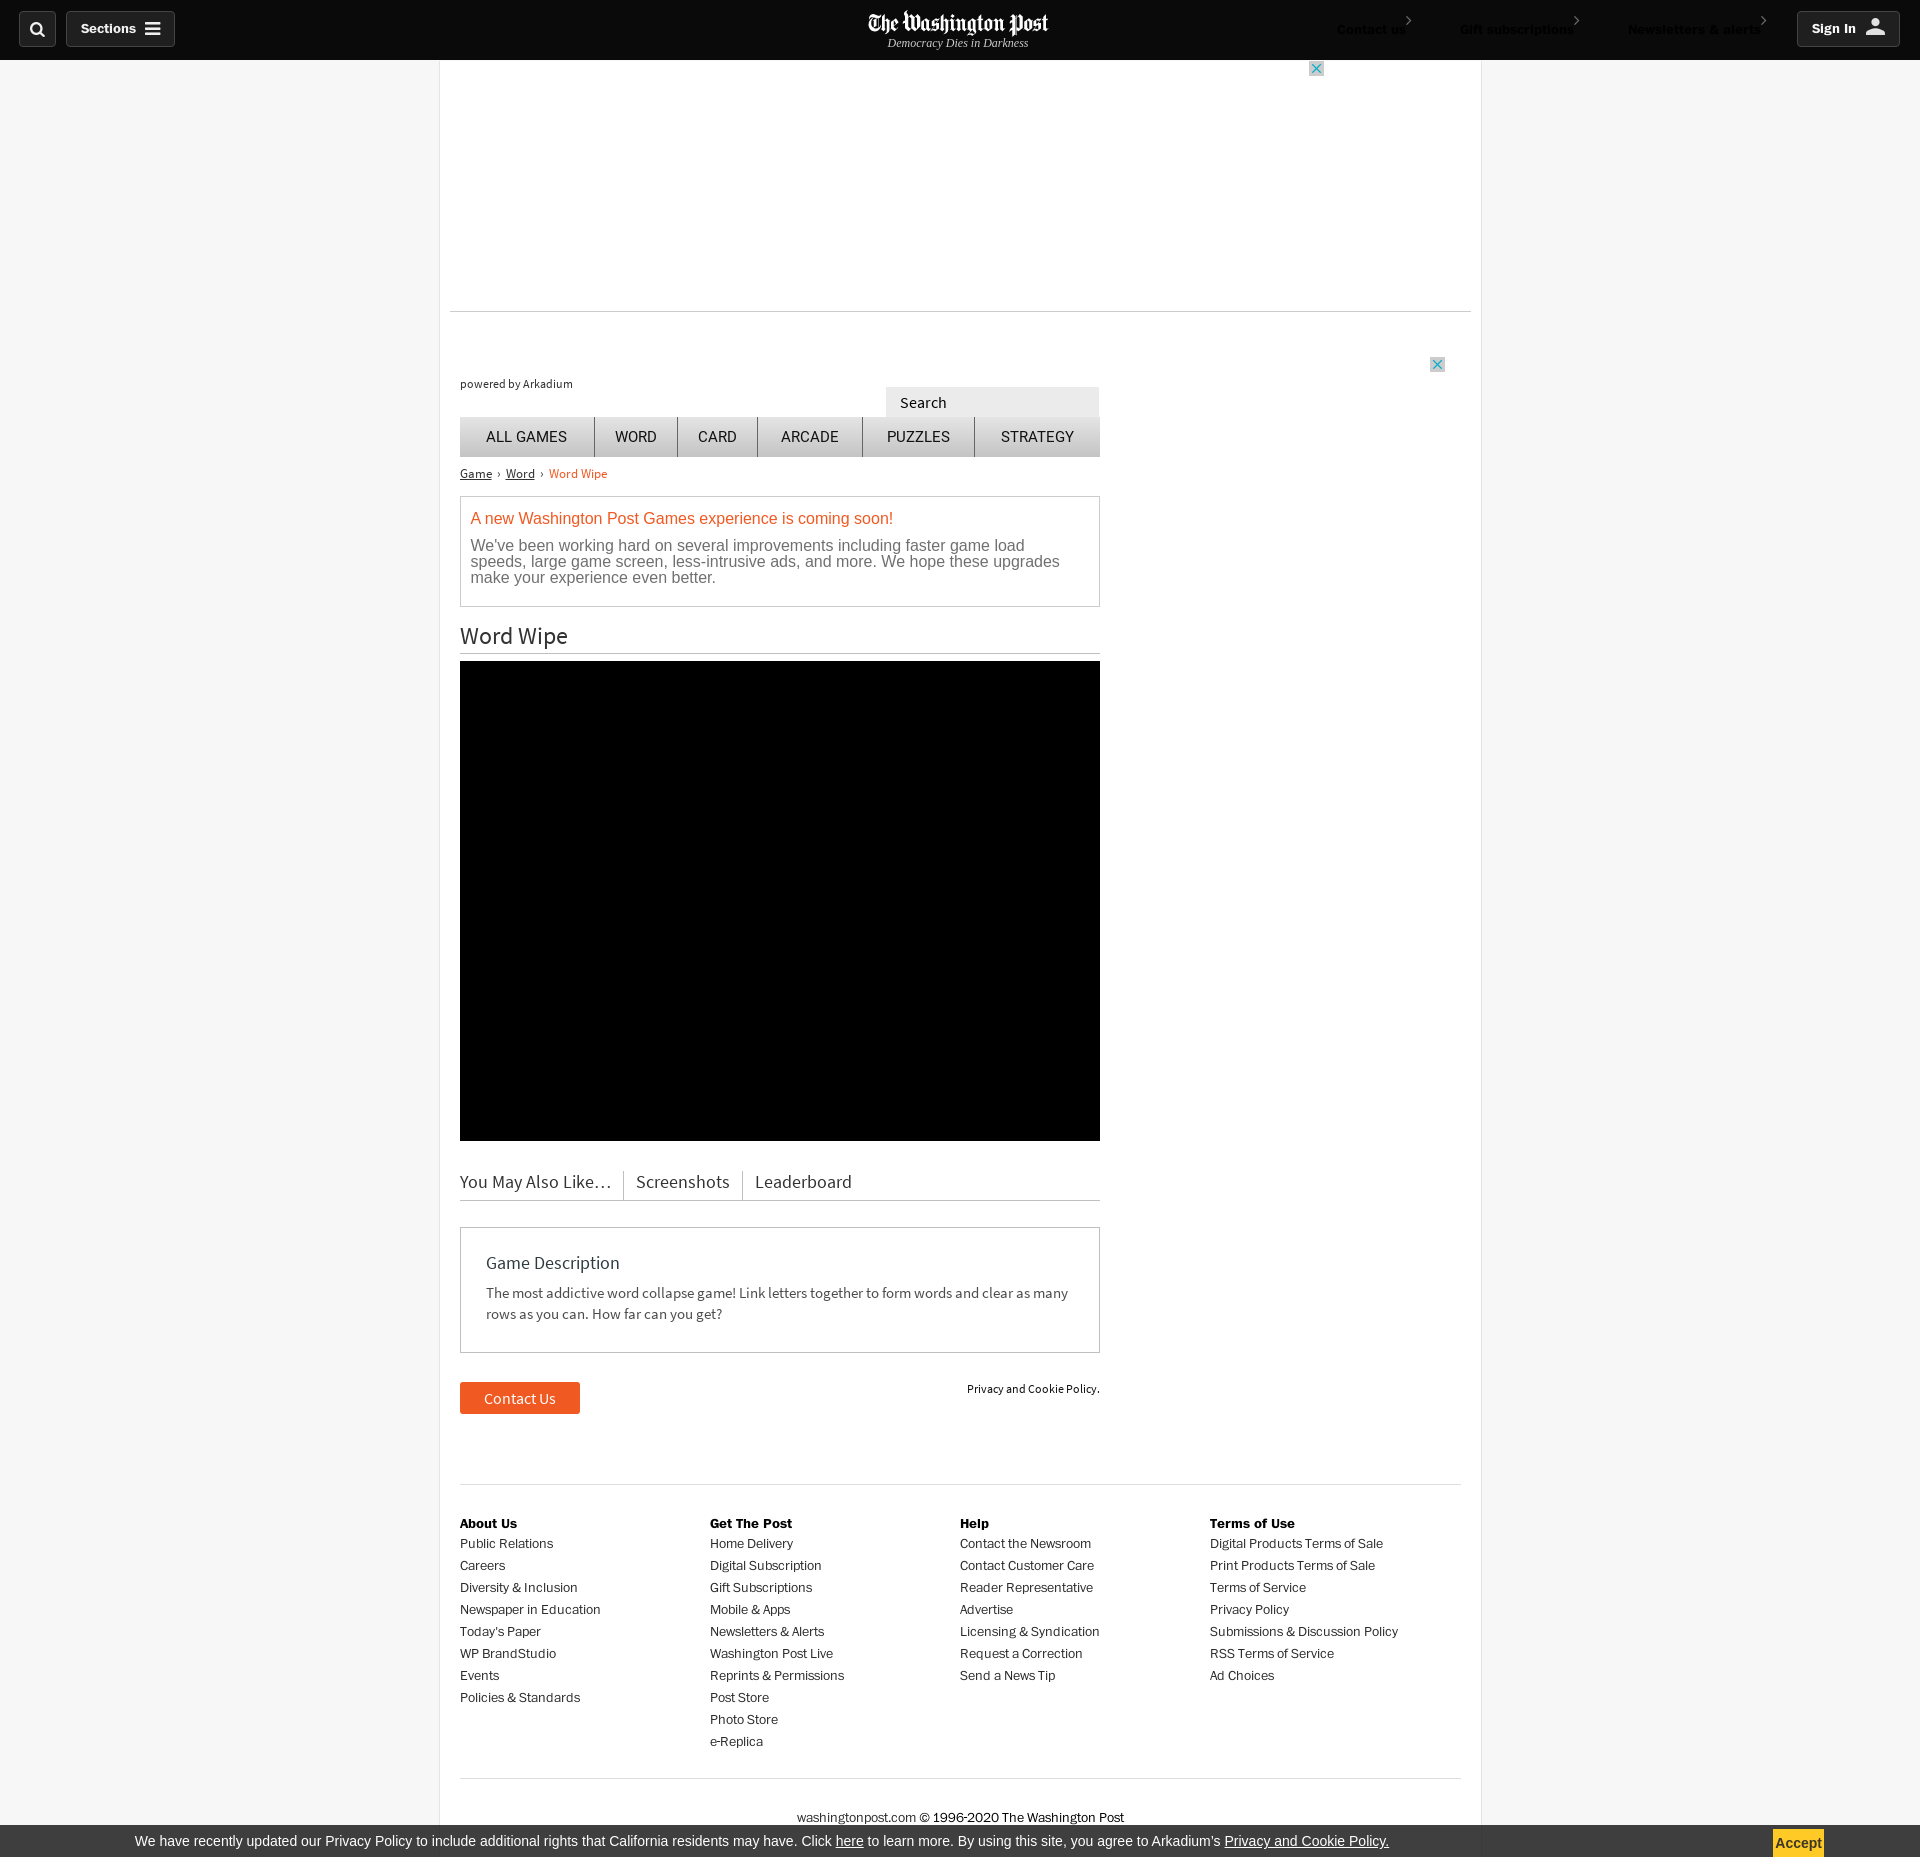 Sections
The Washington Post
Democracy Dies in Darkness
Contact us
Gift subscriptions
Newsletters & alerts
Sign In
powered by Arkadium
Search
ALL GAMES WORD CARD ARCADE PUZZLES STRATEGY
Game › Word › Word Wipe
A new Washington Post Games experience is coming soon!
We've been working hard on several improvements including faster game load
speeds, large game screen, less-intrusive ads, and more. We hope these upgrades
make your experience even better.
Word Wipe
You May Also Like… Screenshots Leaderboard
Game Description
The most addictive word collapse game! Link letters together to form words and clear as many
rows as you can. How far can you get?
Contact Us
Privacy and Cookie Policy.
About Us
Public Relations
Careers
Diversity & Inclusion
Newspaper in Education
Today's Paper
WP BrandStudio
Events
Policies & Standards
Get The Post
Home Delivery
Digital Subscription
Gift Subscriptions
Mobile & Apps
Newsletters & Alerts
Washington Post Live
Reprints & Permissions
Post Store
Photo Store
e-Replica
Help
Contact the Newsroom
Contact Customer Care
Reader Representative
Advertise
Licensing & Syndication
Request a Correction
Send a News Tip
Terms of Use
Digital Products Terms of Sale
Print Products Terms of Sale
Terms of Service
Privacy Policy
Submissions & Discussion Policy
RSS Terms of Service
Ad Choices
washingtonpost.com © 1996-2020 The Washington Post
We have recently updated our Privacy Policy to include additional rights that California residents may have. Click here to learn more. By using this site, you agree to Arkadium's Privacy and Cookie Policy.
Accept